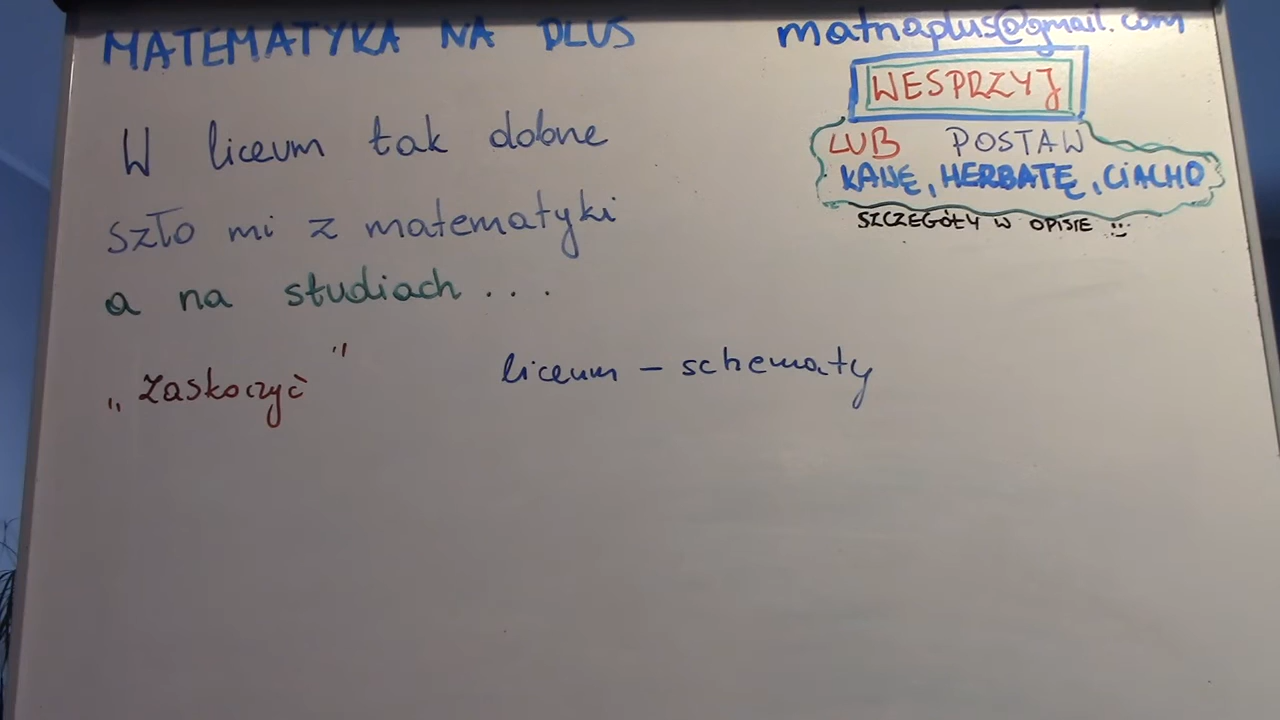 MATEMATYKA NA PLUS
matnaplus@gmail.com
WESPRZYJ
LUB POSTAW
KAWĘ, HERBATĘ, CIACHO
SZCZEGÓŁY W OPISIE :)
W liceum tak dobrze
szło mi z matematyki
a na studiach ...
„Zaskoczyć"
liceum - schematy